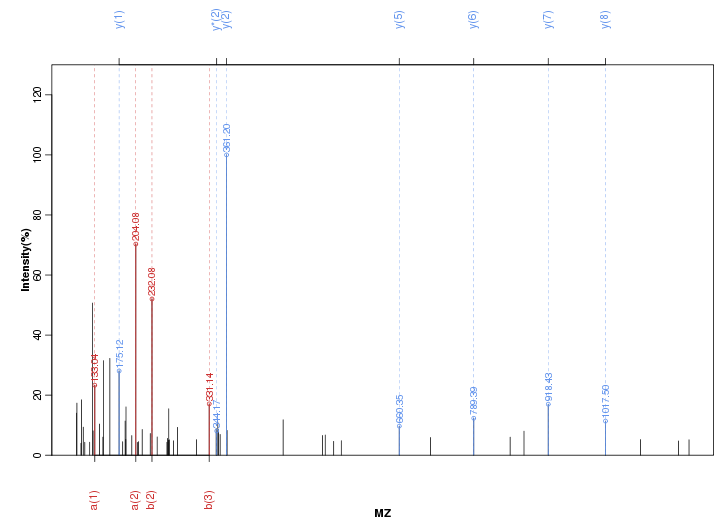 y(1)
y*(2)
y(2)
y(5)
y(6)
y(7)
y(8)
Intensity(%)
0
20
40
60
80
100
120
133.04
175.12
204.08
232.08
331.14
344.17
361.20
660.35
789.39
918.43
1017.50
a(1)
a(2)
b(2)
b(3)
MZ